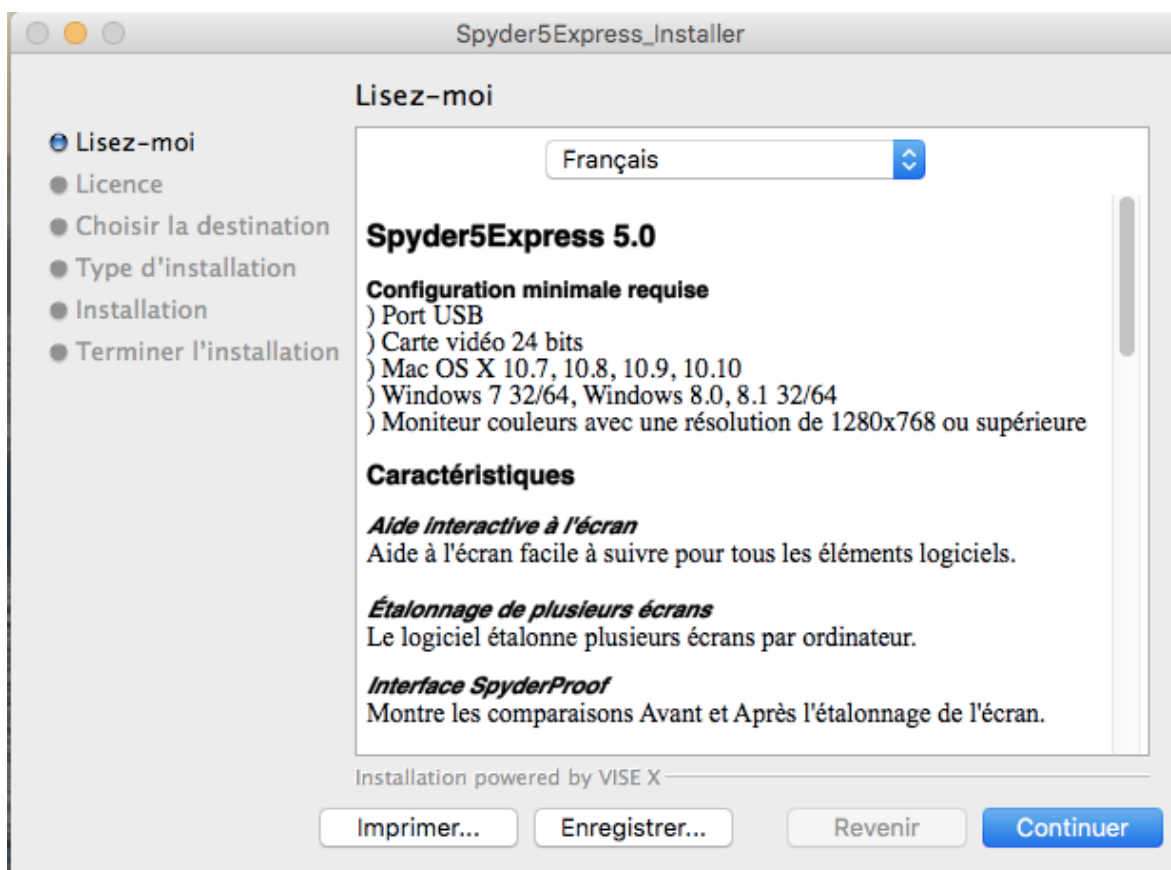 Spyder5Express_Installer
Lisez-moi
Lisez-moi
Licence
Choisir la destination
Type d'installation
Installation
Terminer l'installation
Français
Spyder5Express 5.0
Configuration minimale requise
) Port USB
) Carte vidéo 24 bits
) Mac OS X 10.7, 10.8, 10.9, 10.10
) Windows 7 32/64, Windows 8.0, 8.1 32/64
) Moniteur couleurs avec une résolution de 1280x768 ou supérieure
Caractéristiques
Aide interactive à l'écran
Aide à l'écran facile à suivre pour tous les éléments logiciels.
Étalonnage de plusieurs écrans
Le logiciel étalonne plusieurs écrans par ordinateur.
Interface SpyderProof
Montre les comparaisons Avant et Après l'étalonnage de l'écran.
Installation powered by VISE X
Imprimer... Enregistrer... Revenir Continuer